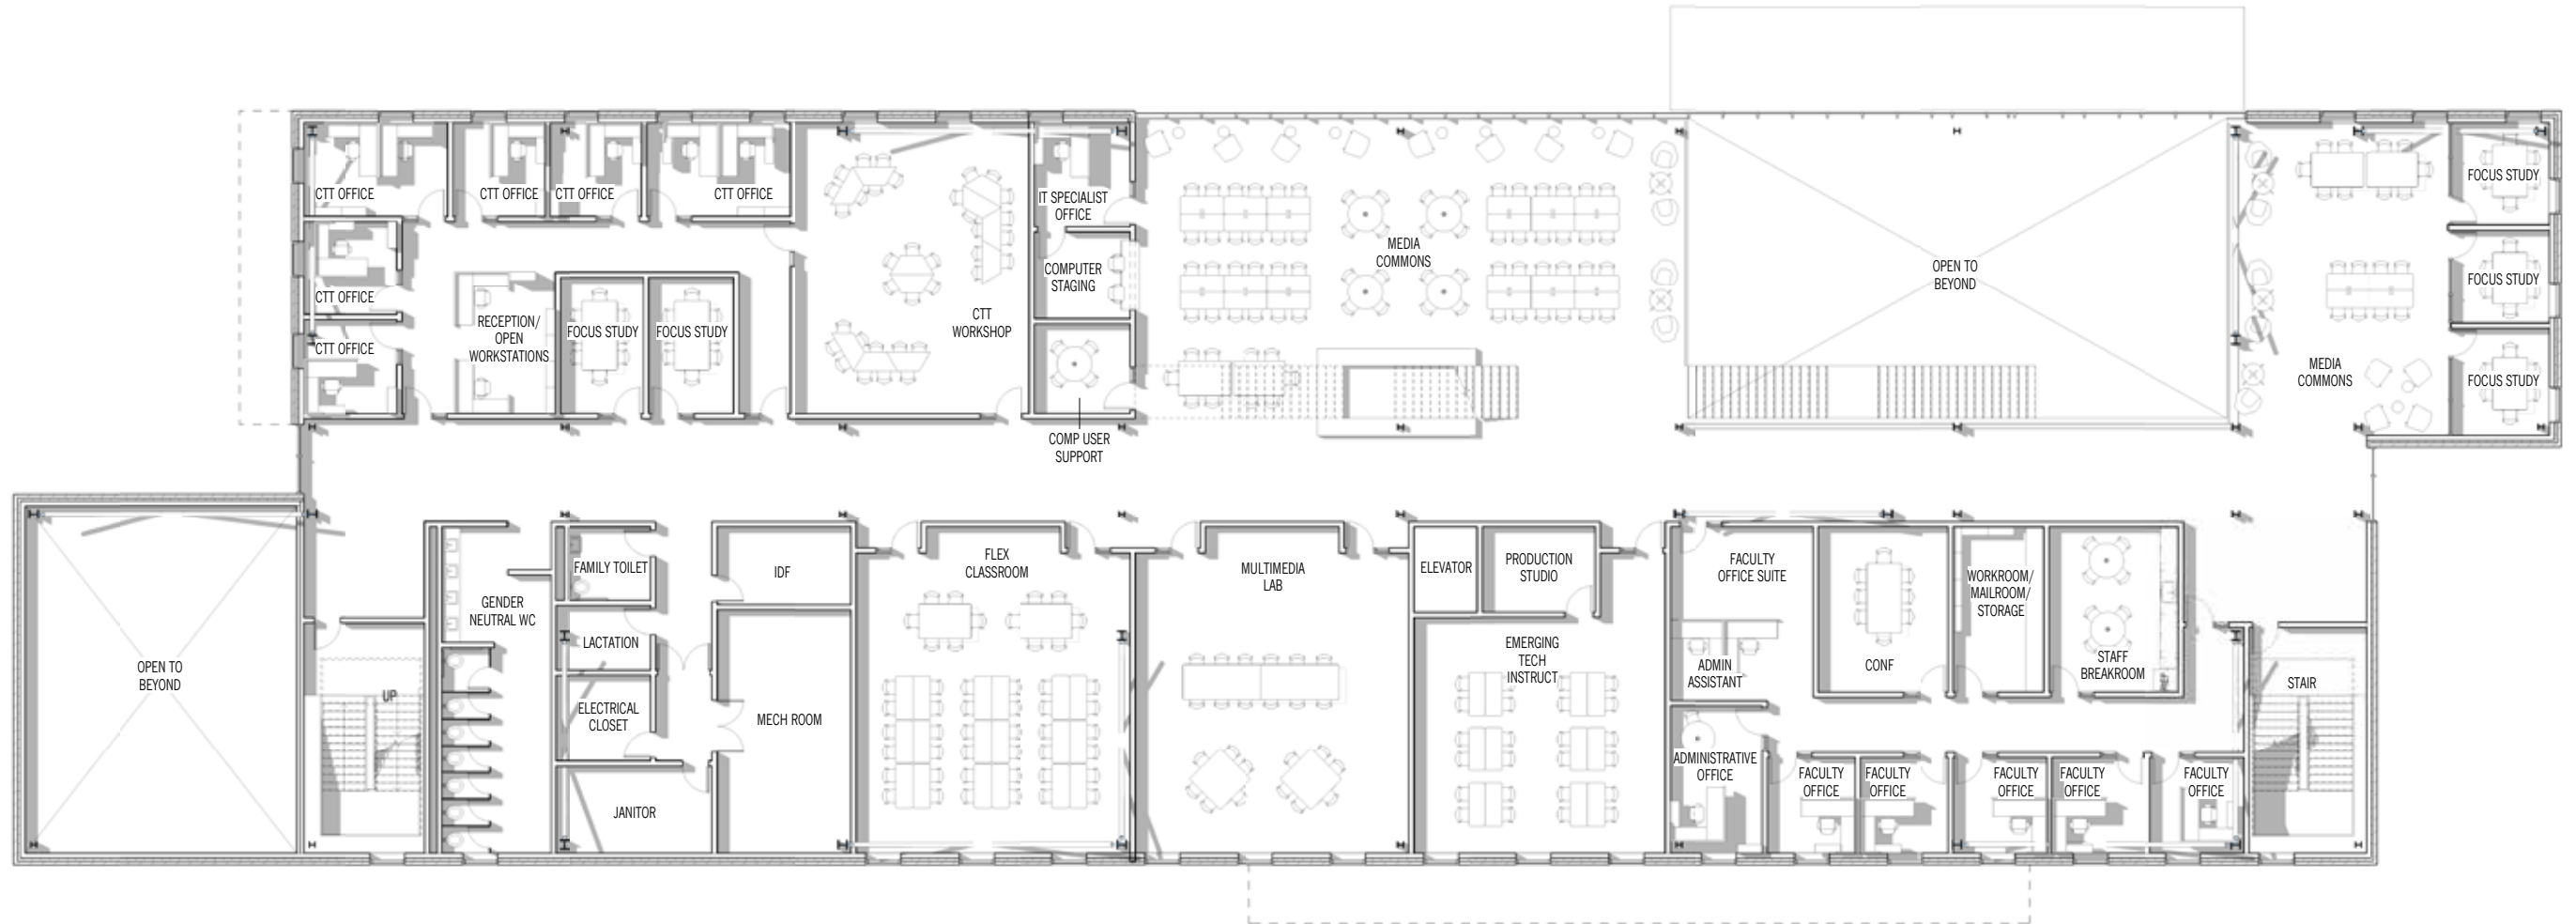 CTT OFFICE
CTT OFFICE
CTT OFFICE
CTT OFFICE
CTT OFFICE
CTT OFFICE
RECEPTION/
OPEN
WORKSTATIONS
FOCUS STUDY
FOCUS STUDY
CTT
WORKSHOP
IT SPECIALIST
OFFICE
COMPUTER
STAGING
COMP USER
SUPPORT
MEDIA
COMMONS
OPEN TO
BEYOND
MEDIA
COMMONS
FOCUS STUDY
FOCUS STUDY
FOCUS STUDY
OPEN TO
BEYOND
UP
GENDER
NEUTRAL WC
FAMILY TOILET
LACTATION
ELECTRICAL
CLOSET
JANITOR
IDF
MECH ROOM
FLEX
CLASSROOM
MULTIMEDIA
LAB
ELEVATOR
PRODUCTION
STUDIO
EMERGING
TECH
INSTRUCT
FACULTY
OFFICE SUITE
ADMIN
ASSISTANT
ADMINISTRATIVE
OFFICE
CONF
WORKROOM/
MAILROOM/
STORAGE
STAFF
BREAKROOM
FACULTY
OFFICE
FACULTY
OFFICE
FACULTY
OFFICE
FACULTY
OFFICE
FACULTY
OFFICE
STAIR